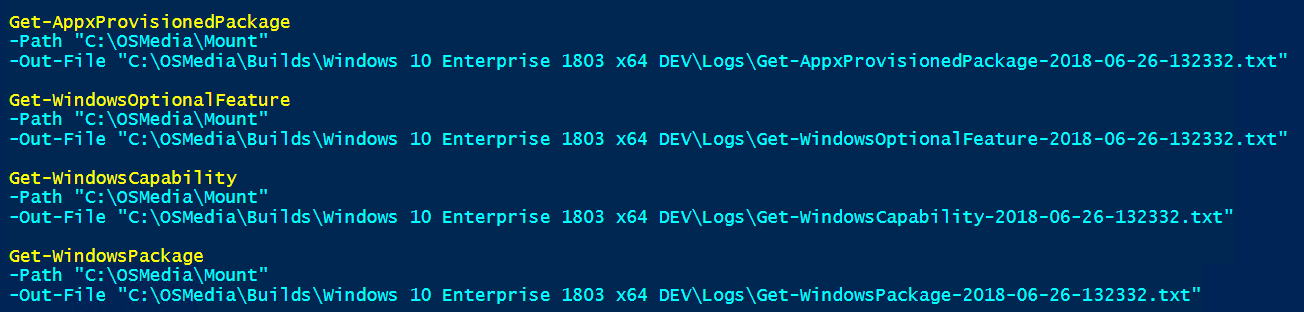 Get-AppxProvisionedPackage
-Path "C:\OSMedia\Mount"
-Out-File "C:\OSMedia\Builds\Windows 10 Enterprise 1803 x64 DEV\Logs\Get-AppxProvisionedPackage-2018-06-26-132332.txt"
Get-WindowsOptionalFeature
-Path "C:\OSMedia\Mount"
-Out-File "C:\OSMedia\Builds\Windows 10 Enterprise 1803 x64 DEV\Logs\Get-WindowsOptionalFeature-2018-06-26-132332.txt"
Get-WindowsCapability
-Path "C:\OSMedia\Mount"
-Out-File "C:\OSMedia\Builds\Windows 10 Enterprise 1803 x64 DEV\Logs\Get-WindowsCapability-2018-06-26-132332.txt"
Get-WindowsPackage
-Path "C:\OSMedia\Mount"
-Out-File "C:\OSMedia\Builds\Windows 10 Enterprise 1803 x64 DEV\Logs\Get-WindowsPackage-2018-06-26-132332.txt"